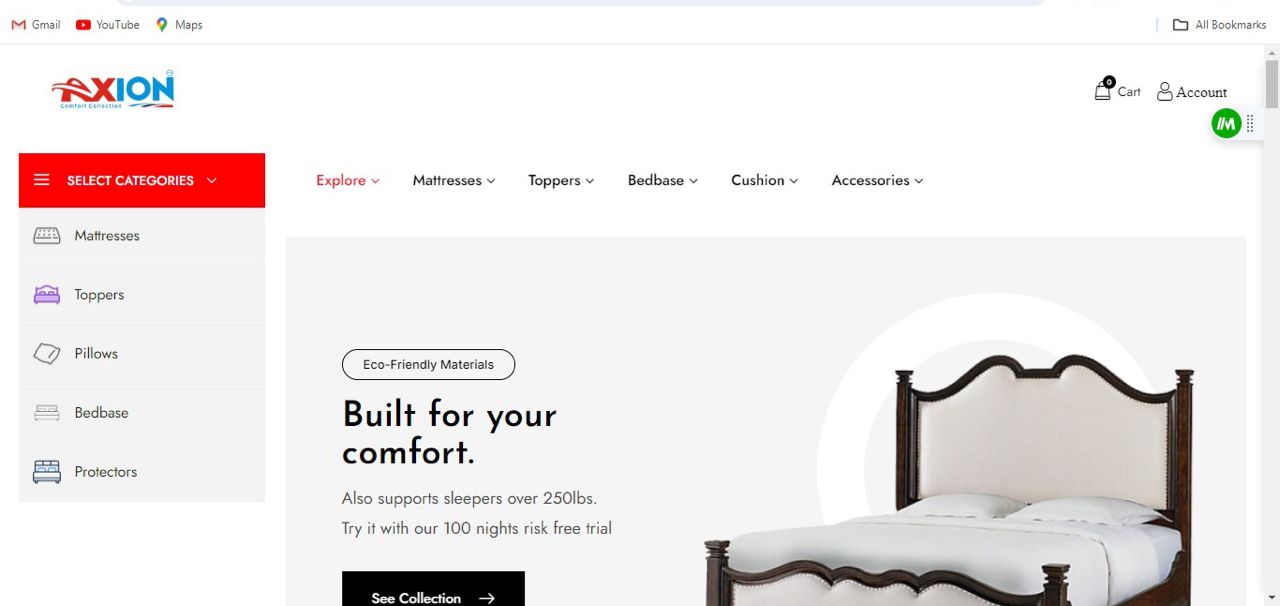 Gmail
YouTube
Maps
All Bookmarks
AXION
Comfort Collection
0
Cart
Account
SELECT CATEGORIES
Explore
Mattresses
Toppers
Bedbase
Cushion
Accessories
Mattresses
Toppers
Pillows
Bedbase
Protectors
Eco-Friendly Materials
Built for your
comfort.
Also supports sleepers over 250lbs.
Try it with our 100 nights risk free trial
See Collection